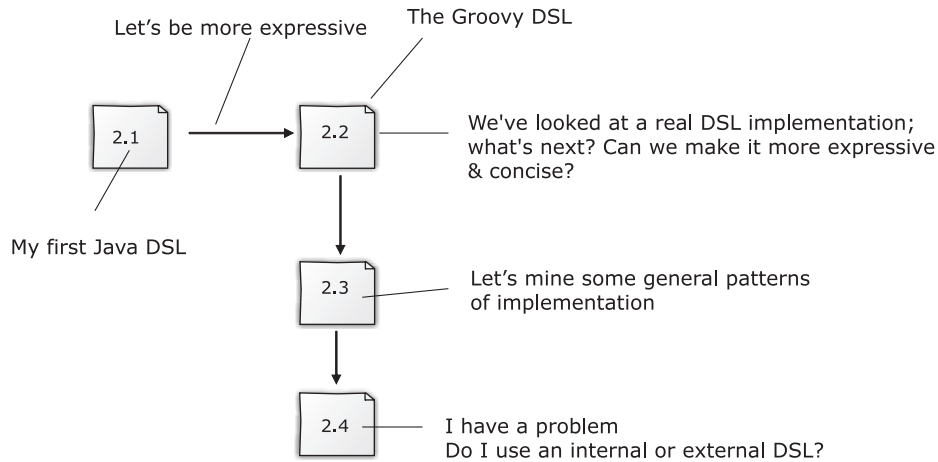 Let's be more expressive
The Groovy DSL
2.1
2.2
We've looked at a real DSL implementation;
what's next? Can we make it more expressive
& concise?
My first Java DSL
2.3
Let’s mine some general patterns
of implementation
2.4
I have a problem
Do I use an internal or external DSL?